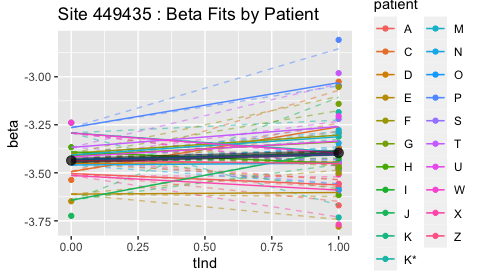 Site 449435 : Beta Fits by Patient
beta
-3.00
-3.25
-3.50
-3.75
0.00 0.25 0.50 0.75 1.00
tInd
patient
A M
C N
D O
E P
F S
G T
H U
I W
J X
K Z
K*